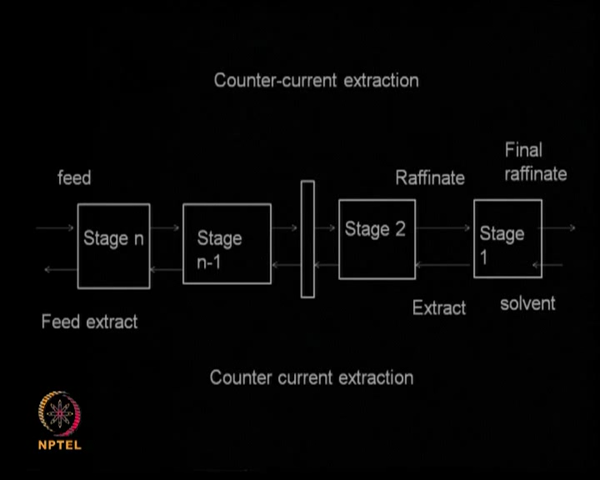 Counter-current extraction
Final
raffinate
feed
Raffinate
Stage n
Stage
n-1
Stage 2
Stage
1
Feed extract
Extract
solvent
Counter current extraction
NPTEL